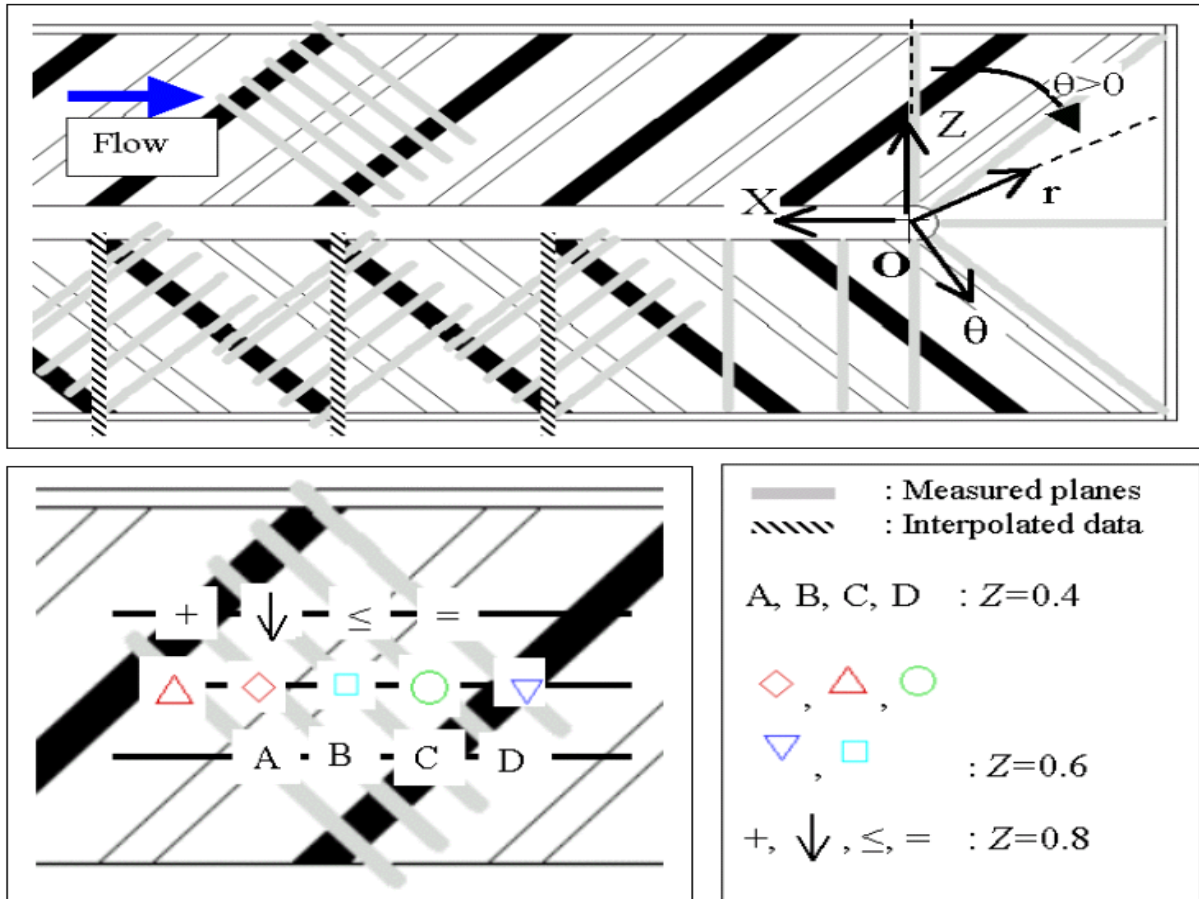 Flow
θ>0
Z
X
r
O
θ
: Measured planes
: Interpolated data
+ ↓ ≤ =
A B C D
A, B, C, D : Z=0.4
◇, △, ○
▽, □ : Z=0.6
+, ↓, ≤, = : Z=0.8